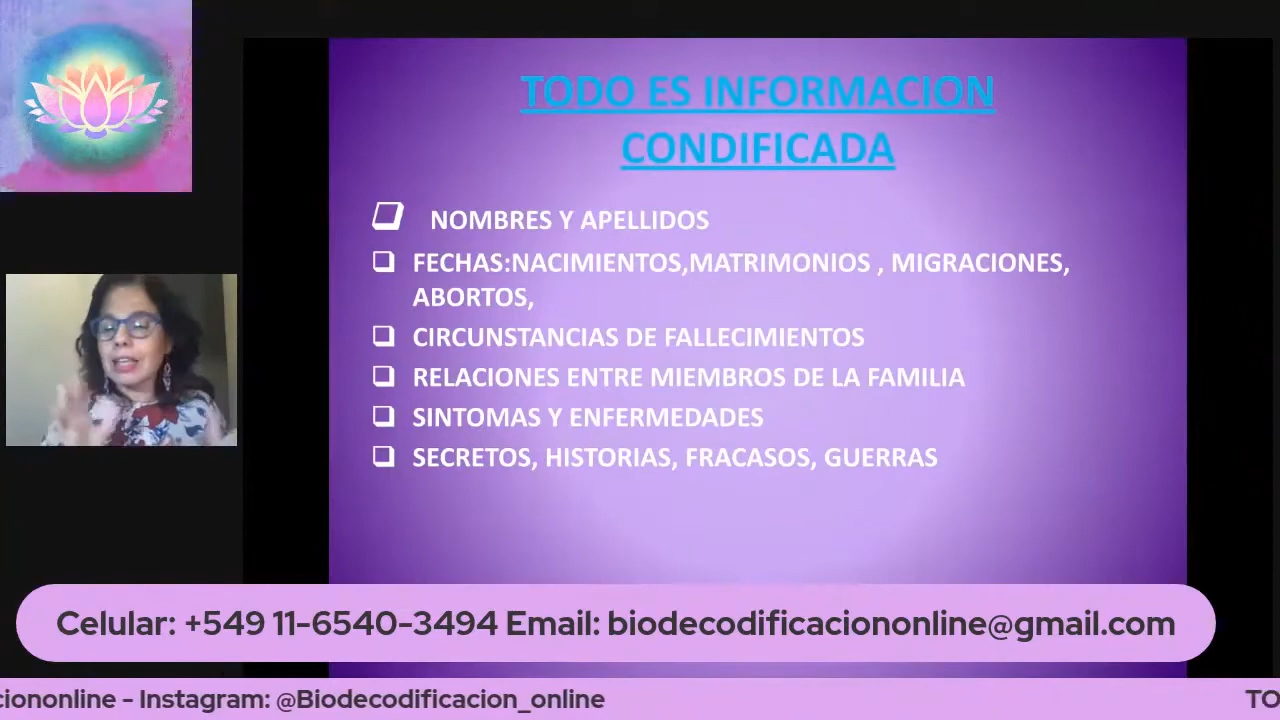 TODO ES INFORMACION
CONDIFICADA
NOMBRES Y APELLIDOS
FECHAS:NACIMIENTOS,MATRIMONIOS , MIGRACIONES,
ABORTOS,
CIRCUNSTANCIAS DE FALLECIMIENTOS
RELACIONES ENTRE MIEMBROS DE LA FAMILIA
SINTOMAS Y ENFERMEDADES
SECRETOS, HISTORIAS, FRACASOS, GUERRAS
Celular: +549 11-6540-3494 Email: biodecodificaciononline@gmail.com
ciononline - Instagram: @Biodecodificacion_online TO